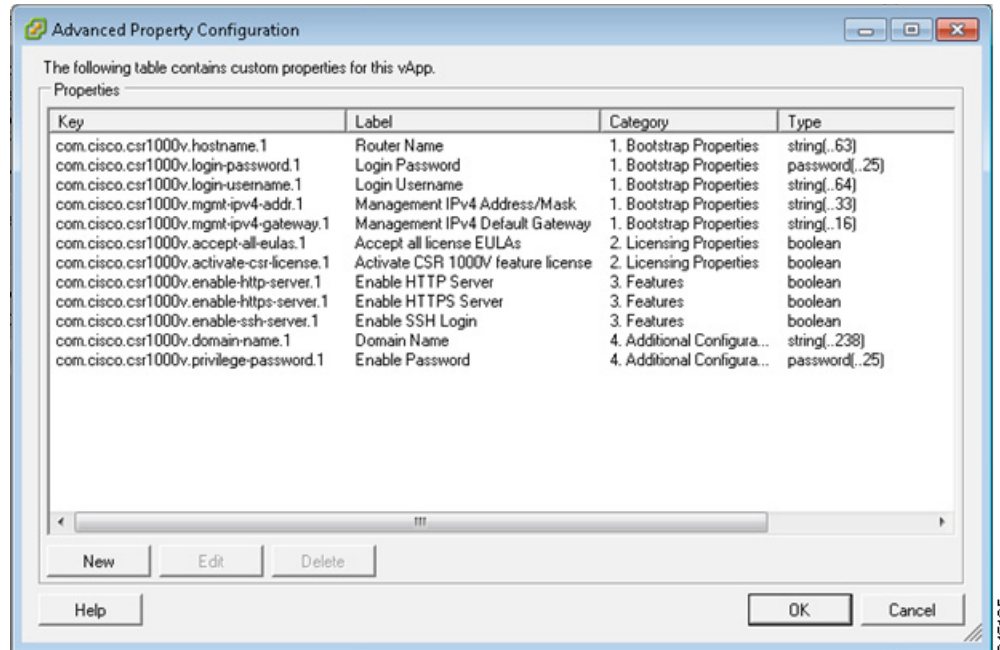 Advanced Property Configuration
The following table contains custom properties for this vApp.
Properties
Key Label Category Type
com.cisco.csr1000v.hostname.1 Router Name 1. Bootstrap Properties string(..63)
com.cisco.csr1000v.login-password.1 Login Password 1. Bootstrap Properties password(..25)
com.cisco.csr1000v.login-username.1 Login Username 1. Bootstrap Properties string(..64)
com.cisco.csr1000v.mgmt-ipv4-addr.1 Management IPv4 Address/Mask 1. Bootstrap Properties string(..33)
com.cisco.csr1000v.mgmt-ipv4-gateway.1 Management IPv4 Default Gateway 1. Bootstrap Properties string(..16)
com.cisco.csr1000v.accept-all-eulas.1 Accept all license EULAs 2. Licensing Properties boolean
com.cisco.csr1000v.activate-csr-license.1 Activate CSR 1000V feature license 2. Licensing Properties boolean
com.cisco.csr1000v.enable-http-server.1 Enable HTTP Server 3. Features boolean
com.cisco.csr1000v.enable-https-server.1 Enable HTTPS Server 3. Features boolean
com.cisco.csr1000v.enable-ssh-server.1 Enable SSH Login 3. Features boolean
com.cisco.csr1000v.domain-name.1 Domain Name 4. Additional Configura... string(..238)
com.cisco.csr1000v.privilege-password.1 Enable Password 4. Additional Configura... password(..25)
New Edit Delete
Help OK Cancel